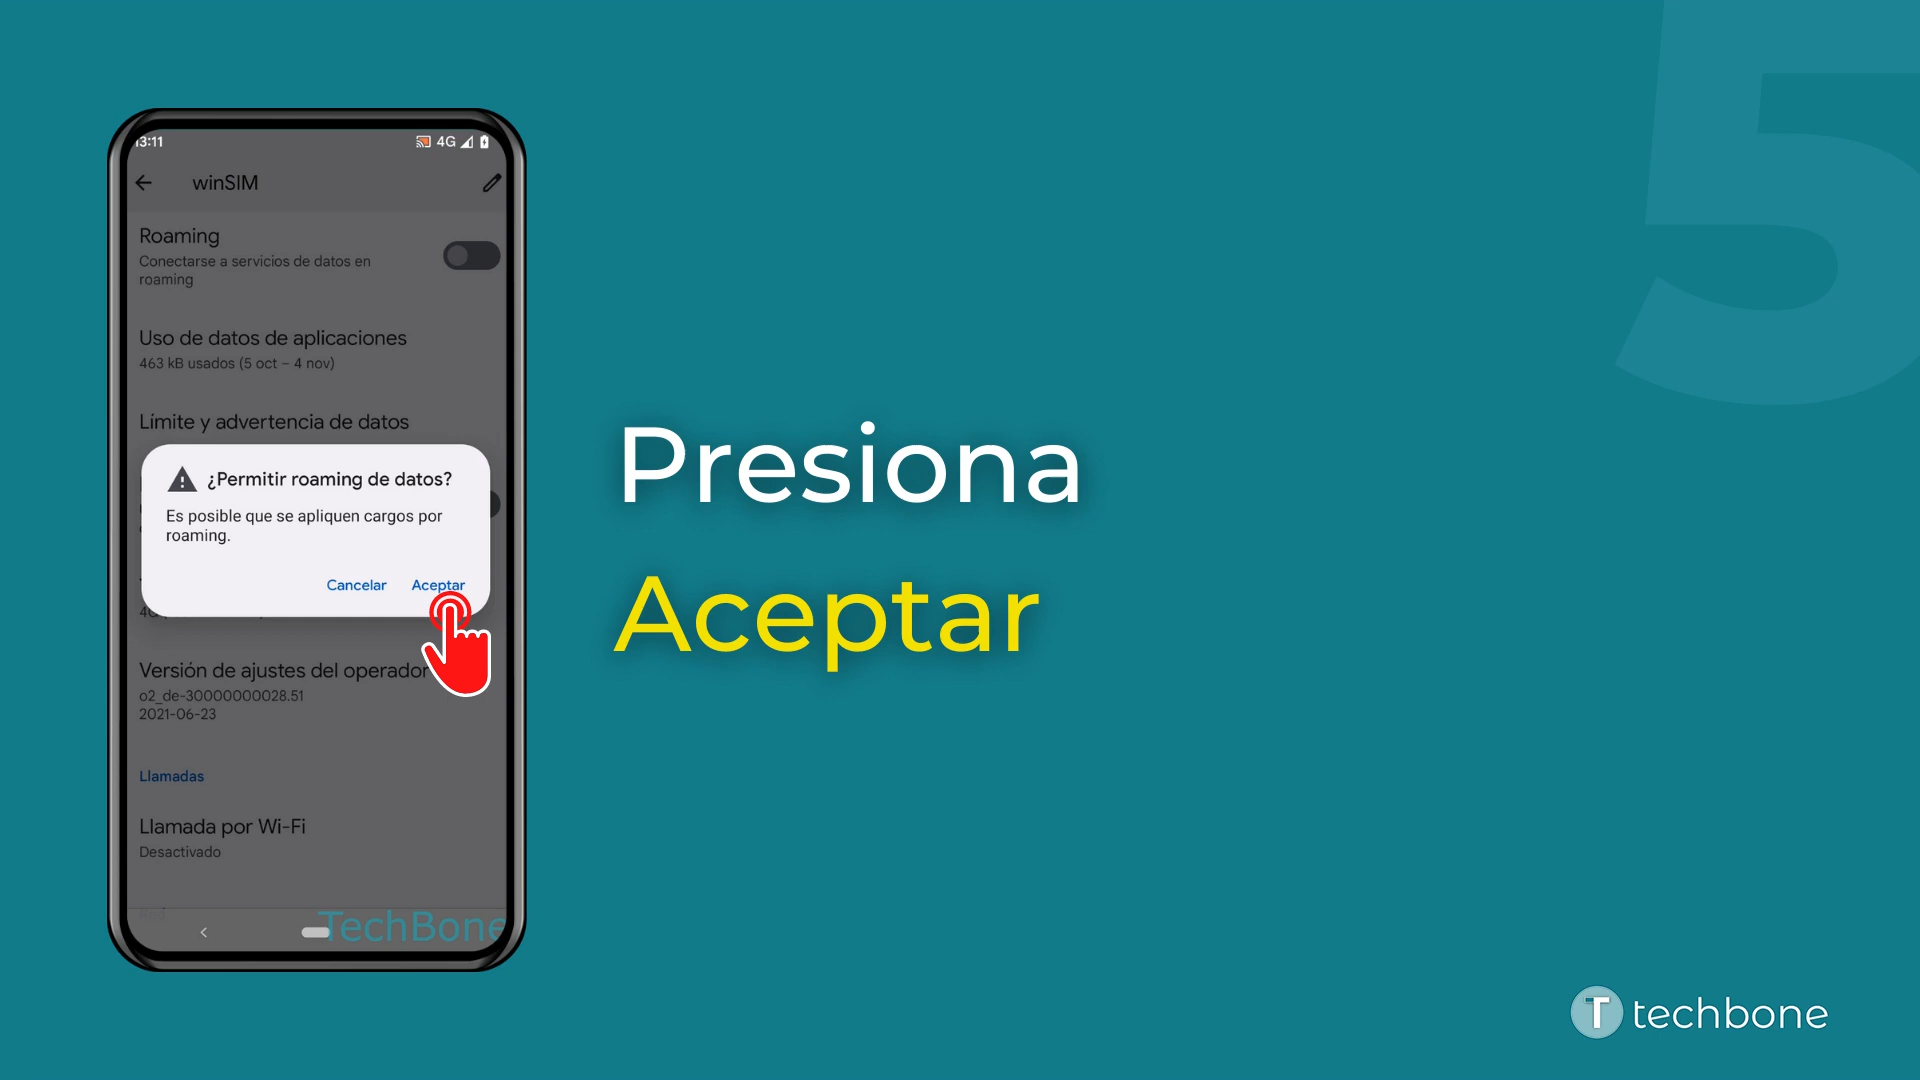 5
13:11
4G
winSIM
Roaming
Conectarse a servicios de datos en
roaming
Uso de datos de aplicaciones
463 kB usados (5 oct – 4 nov)
Límite y advertencia de datos
¿Permitir roaming de datos?
Es posible que se apliquen cargos por
roaming.
Cancelar Aceptar
Versión de ajustes del operador
o2_de-30000000028.51
2021-06-23
Llamadas
Llamada por Wi-Fi
Desactivado
TechBone
Presiona
Aceptar
T techbone